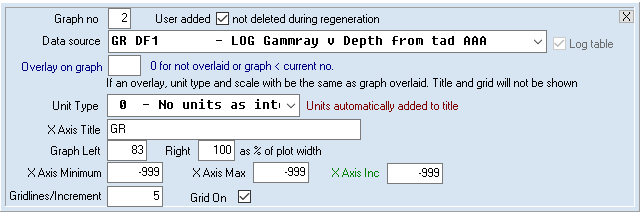 Graph no 2 User added not deleted during regeneration X
Data source GR DF1 - LOG Gammray v Depth from tad AAA Log table
Overlay on graph 0 for not overlaid or graph < current no.
If an overlay, unit type and scale with be the same as graph overlaid. Title and grid will not be shown
Unit Type 0 - No units as int Units automatically added to title
X Axis Title GR
Graph Left 83 Right 100 as % of plot width
X Axis Minimum -999 X Axis Max -999 X Axis Inc -999
Gridlines/Increment 5 Grid On